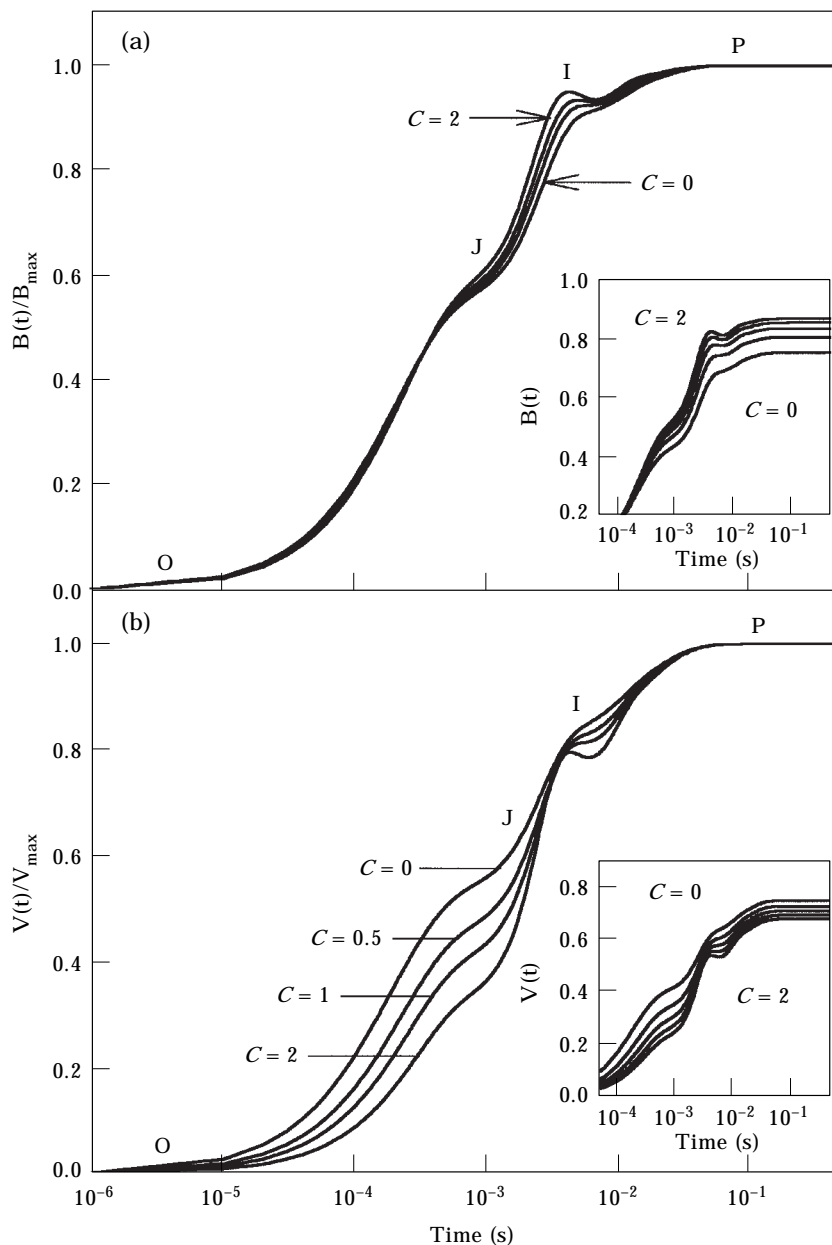 (a)
P
1.0
I
C = 2
0.8
C = 0
J
0.6
B(t)/Bmax
0.4
0.2
O
0.0
1.0
C = 2
0.8
B(t)
0.6
C = 0
0.4
0.2
10⁻⁴ 10⁻³ 10⁻² 10⁻¹
Time (s)
(b)
P
1.0
I
0.8
J
0.6
C = 0
V(t)/Vmax
C = 0.5
0.4
C = 1
0.2
C = 2
O
0.0
0.8
C = 0
0.6
V(t)
0.4
C = 2
0.2
0.0
10⁻⁴ 10⁻³ 10⁻² 10⁻¹
Time (s)
10⁻⁶ 10⁻⁵ 10⁻⁴ 10⁻³ 10⁻² 10⁻¹
Time (s)